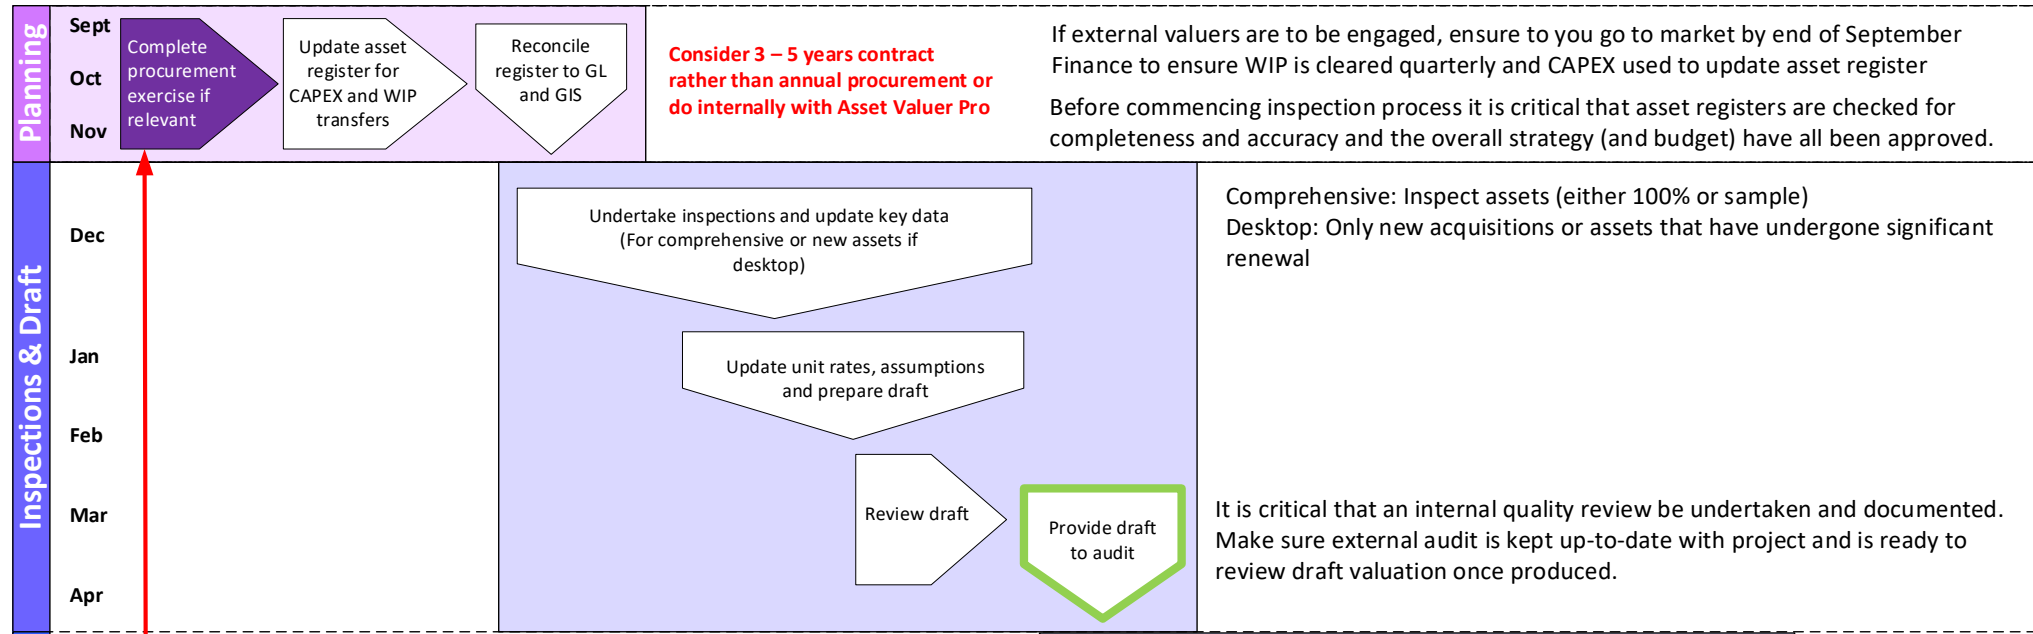 Planning
Sept
Oct
Nov
Complete
procurement
exercise if
relevant
Update asset
register for
CAPEX and WIP
transfers
Reconcile
register to GL
and GIS
Consider 3 – 5 years contract
rather than annual procurement or
do internally with Asset Valuer Pro
If external valuers are to be engaged, ensure to you go to market by end of September
Finance to ensure WIP is cleared quarterly and CAPEX used to update asset register
Before commencing inspection process it is critical that asset registers are checked for
completeness and accuracy and the overall strategy (and budget) have all been approved.
Inspections & Draft
Dec
Jan
Feb
Mar
Apr
Undertake inspections and update key data
(For comprehensive or new assets if
desktop)
Update unit rates, assumptions
and prepare draft
Review draft
Provide draft
to audit
Comprehensive: Inspect assets (either 100% or sample)
Desktop: Only new acquisitions or assets that have undergone significant
renewal
It is critical that an internal quality review be undertaken and documented.
Make sure external audit is kept up-to-date with project and is ready to
review draft valuation once produced.